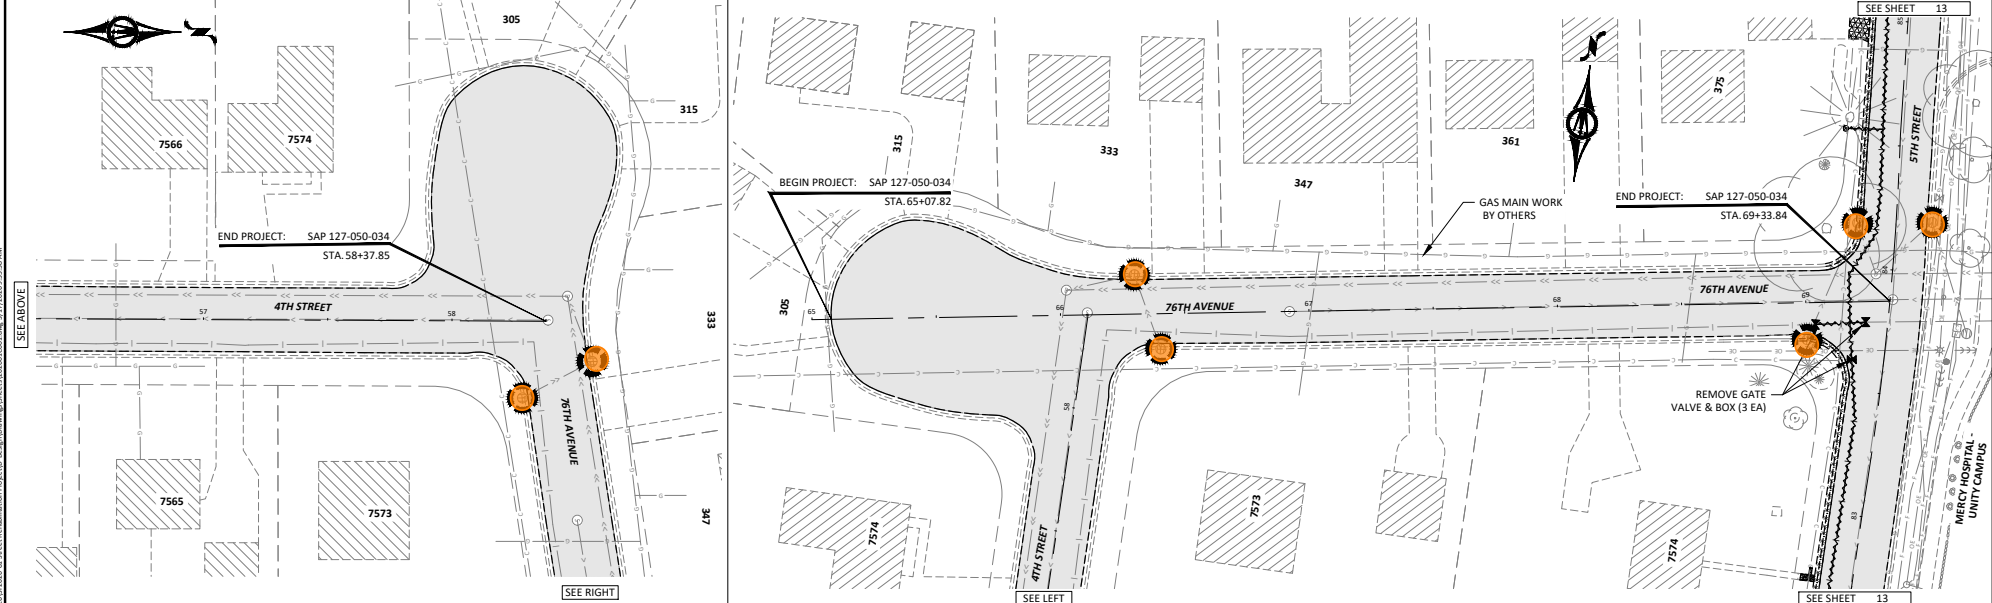 305
7566
7574
315
END PROJECT: SAP 127-050-034
STA. 58+37.85
SEE ABOVE
57
4TH STREET
58
333
76TH AVENUE
7565
7573
347
SEE RIGHT
SEE SHEET 13
85
375
5TH STREET
315
333
361
347
BEGIN PROJECT: SAP 127-050-034
STA. 65+07.82
GAS MAIN WORK
BY OTHERS
END PROJECT: SAP 127-050-034
STA. 69+33.84
305
65
66
76TH AVENUE
67
68
76TH AVENUE
69
84
58
REMOVE GATE
VALVE & BOX (3 EA)
MERCY HOSPITAL -
UNITY CAMPUS
7574
7573
7574
83
4TH STREET
SEE LEFT
SEE SHEET 13